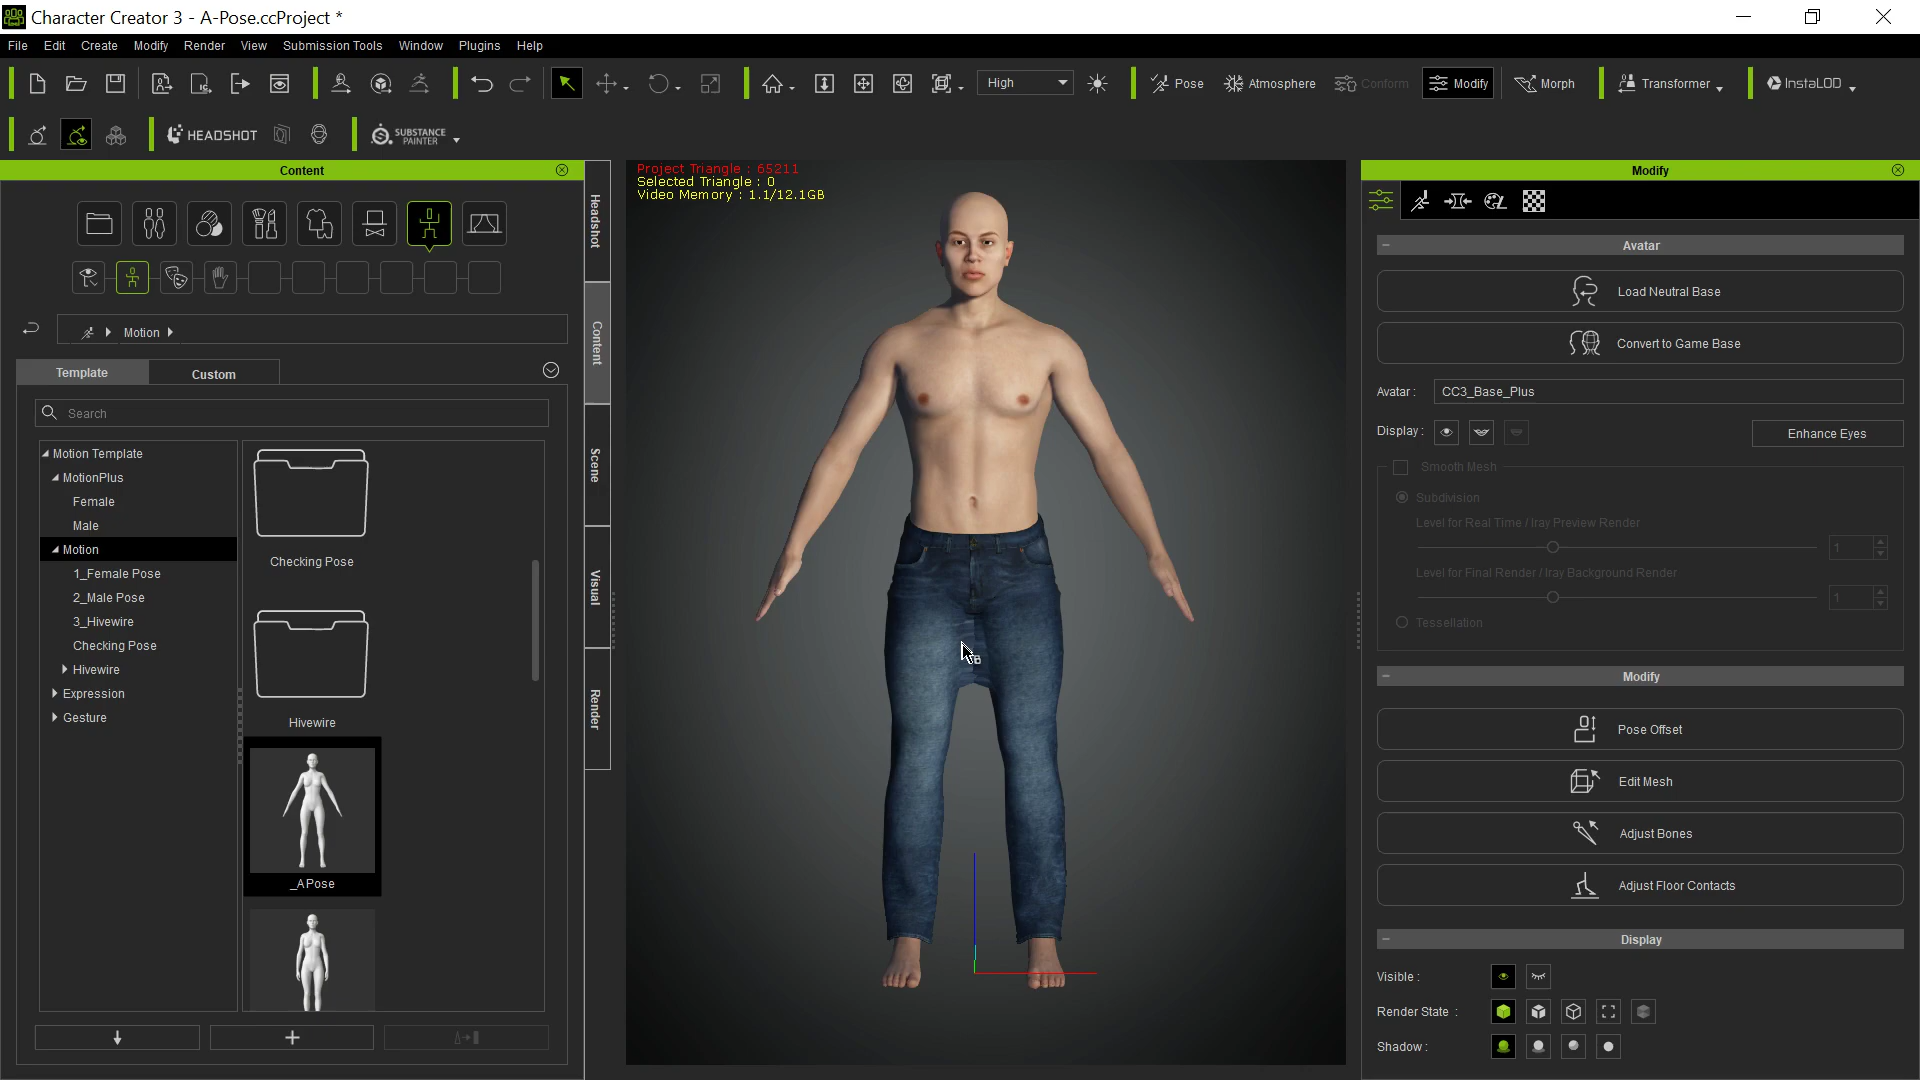 Character Creator 3 - A-Pose.ccProject *
File Edit Create Modify Render View Submission Tools Window Plugins Help
High Pose Atmosphere Conform Modify Morph Transformer InstaLOD
HEADSHOT SUBSTANCE PAINTER
Content
Motion
Template Custom
Search
Motion Template
MotionPlus
Female
Male
Motion
1_Female Pose
2_Male Pose
3_Hivewire
Checking Pose
Hivewire
Expression
Gesture
Checking Pose
Hivewire
_APose
Headshot
Content
Scene
Visual
Render
Project Triangle : 65211
Selected Triangle : 0
Video Memory : 1.1/12.1GB
Modify
Avatar
Load Neutral Base
Convert to Game Base
Avatar : CC3_Base_Plus
Display : Enhance Eyes
Smooth Mesh
Subdivision
Level for Real Time / Iray Preview Render
1
Level for Final Render / Iray Background Render
1
Tessellation
Modify
Pose Offset
Edit Mesh
Adjust Bones
Adjust Floor Contacts
Display
Visible :
Render State :
Shadow :